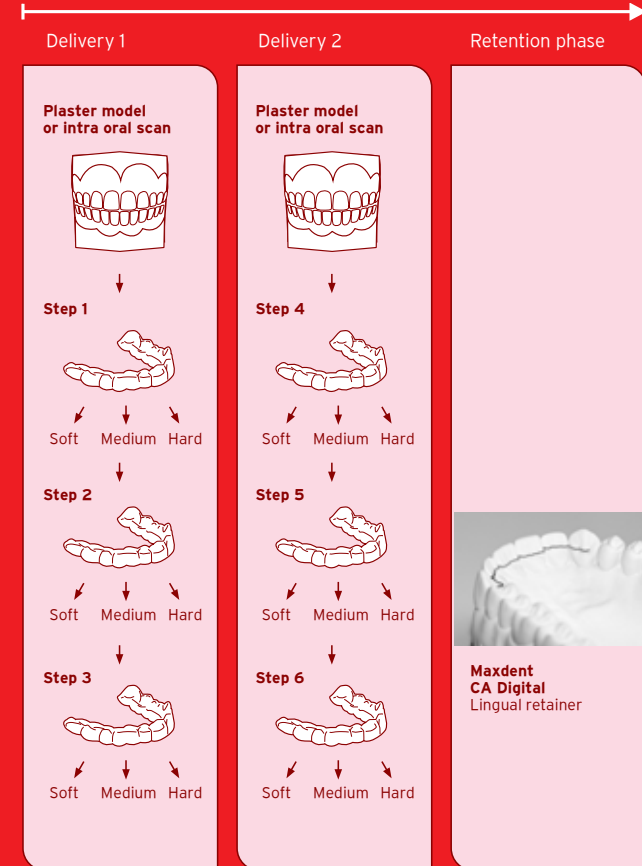 Delivery 1
Delivery 2
Retention phase
Plaster model
or intra oral scan
Step 1
Soft Medium Hard
Step 2
Soft Medium Hard
Step 3
Soft Medium Hard
Plaster model
or intra oral scan
Step 4
Soft Medium Hard
Step 5
Soft Medium Hard
Step 6
Soft Medium Hard
Maxdent
CA Digital
Lingual retainer